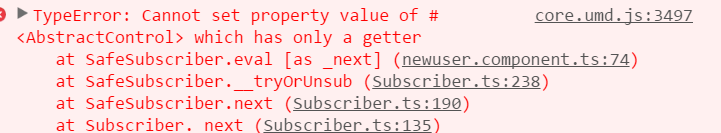 TypeError: Cannot set property value of # core.umd.js:3497
<AbstractControl> which has only a getter
at SafeSubscriber.eval [as _next] (newuser.component.ts:74)
at SafeSubscriber.__tryOrUnsub (Subscriber.ts:238)
at SafeSubscriber.next (Subscriber.ts:190)
at Subscriber._next (Subscriber.ts:135)